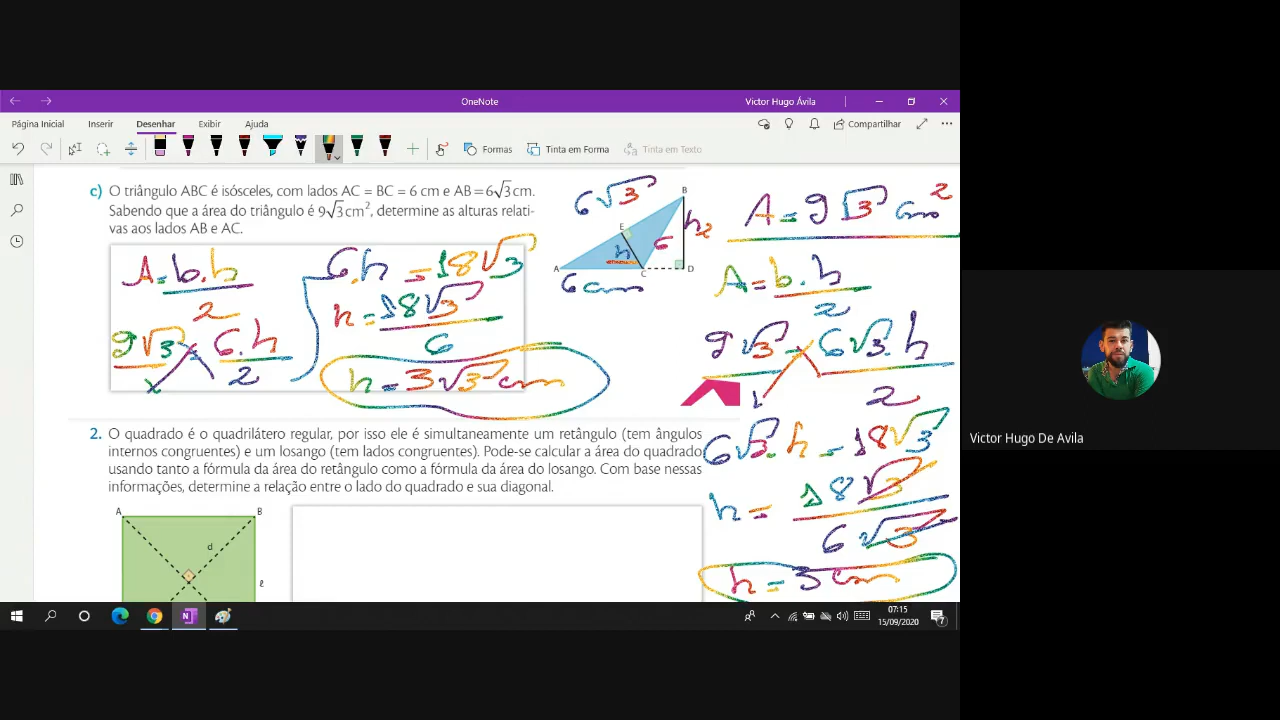 OneNote
Victor Hugo Ávila
Página Inicial Inserir Desenhar Exibir Ajuda
Compartilhar
Formas Tinta em Forma Tinta em Texto
c) O triângulo ABC é isósceles, com lados AC = BC = 6 cm e AB = 6√3 cm.
Sabendo que a área do triângulo é 9√3 cm², determine as alturas relati-
vas aos lados AB e AC.
A = b.h
2
9√3 = 6.h
2
6.h = 18√3
h = 18√3
6
h = 3√3 cm
6√3
B
E
h
6
h2
A
C
D
6 cm
A = 9√3 cm²
A = b.h
2
9√3 = 6√3.h
1 2
6√3.h = 18√3
h = 18√3
6√3
h = 3 cm
2. O quadrado é o quadrilátero regular, por isso ele é simultaneamente um retângulo (tem ângulos
internos congruentes) e um losango (tem lados congruentes). Pode-se calcular a área do quadrado
usando tanto a fórmula da área do retângulo como a fórmula da área do losango. Com base nessas
informações, determine a relação entre o lado do quadrado e sua diagonal.
A B
d
ℓ
07:15
15/09/2020
Victor Hugo De Avila